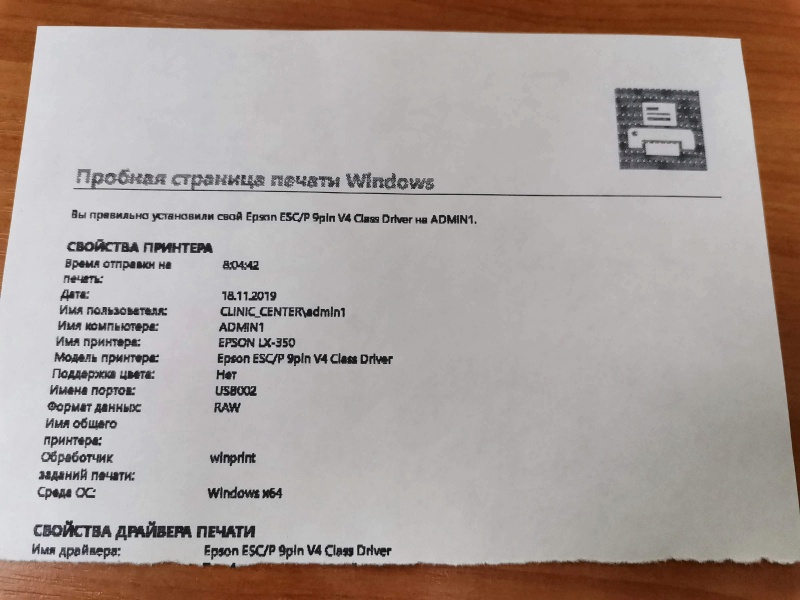 Пробная страница печати Windows
Вы правильно установили свой Epson ESC/P 9pin V4 Class Driver на ADMIN1.
СВОЙСТВА ПРИНТЕРА
Время отправки на 8:04:42
печать:
Дата: 18.11.2019
Имя пользователя: CLINIC_CENTER\admin1
Имя компьютера: ADMIN1
Имя принтера: EPSON LX-350
Модель принтера: Epson ESC/P 9pin V4 Class Driver
Поддержка цвета: Нет
Имена портов: USB002
Формат данных: RAW
Имя общего
принтера:
Обработчик winprint
заданий печати:
Среда ОС: Windows x64
СВОЙСТВА ДРАЙВЕРА ПЕЧАТИ
Имя драйвера: Epson ESC/P 9pin V4 Class Driver